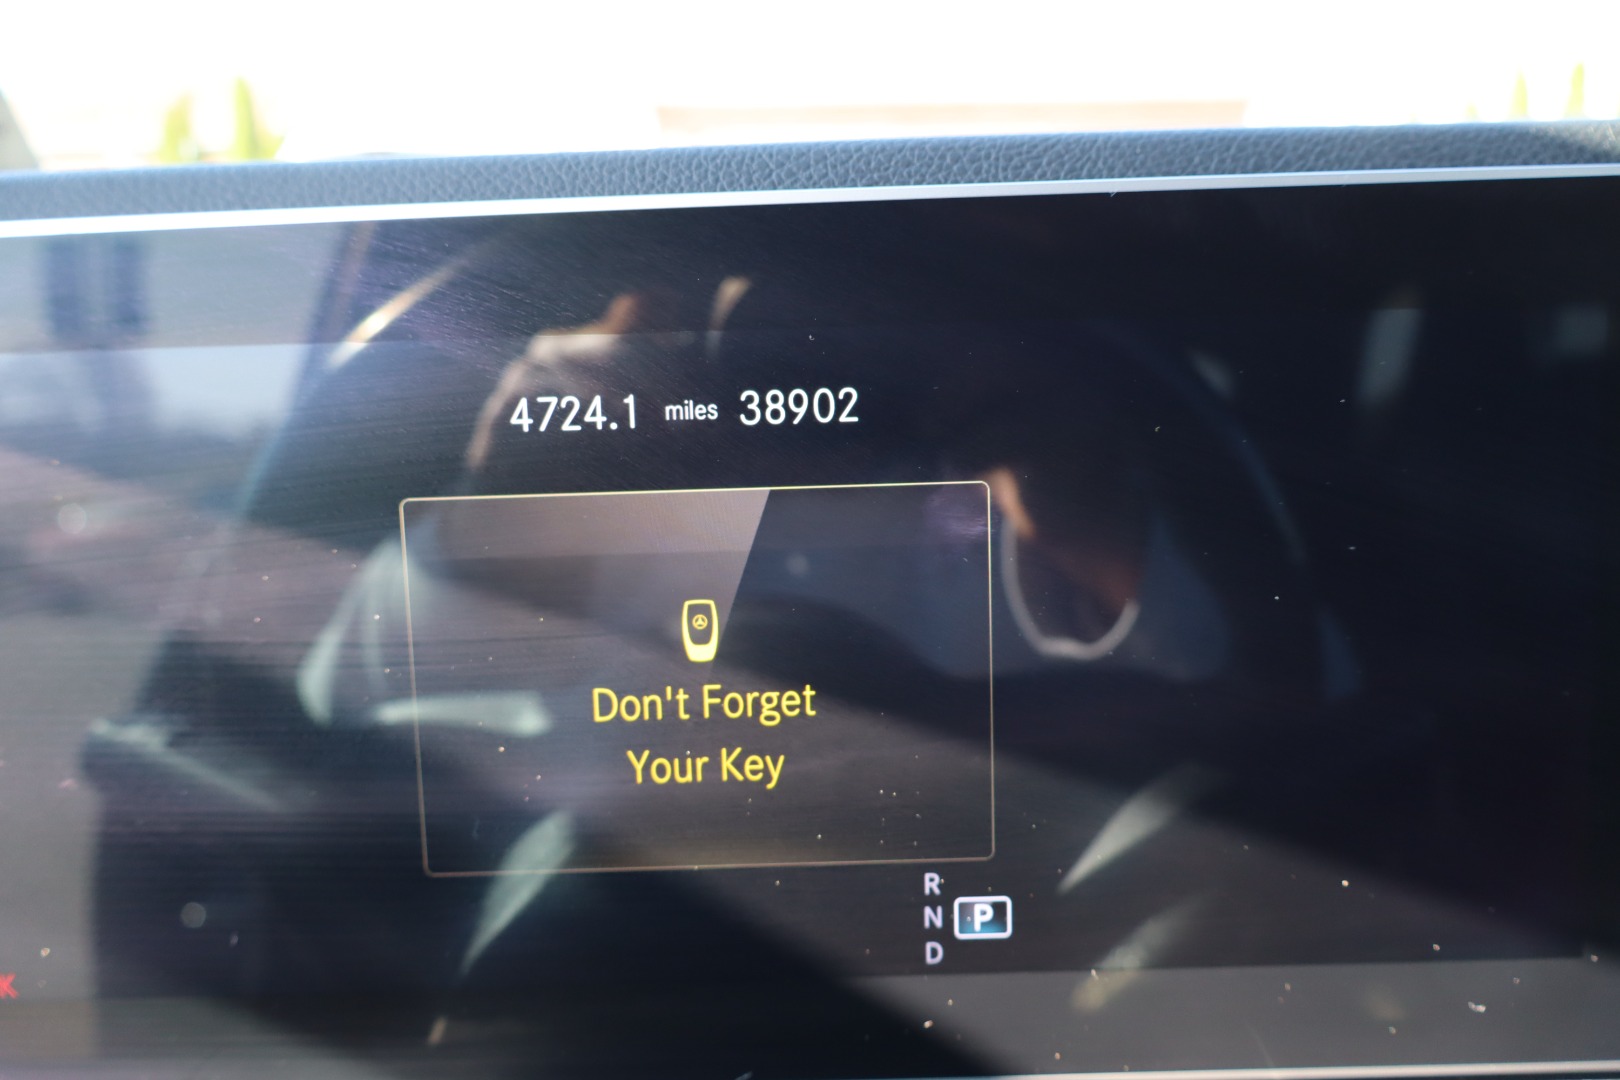 4724.1 miles 38902
Don't Forget
Your Key
R
N P
D
K